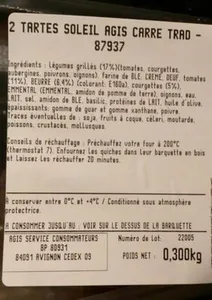 2 TARTES SOLEIL AGIS CARRE TRAD -
87937
Ingrédients : Légumes grillés (17%)(tomates, courgettes,
aubergines, poivrons, oignons). Farine de BLE, CREME, OEUF, tomates
(11%), BEURRE (6,4%) (colorant: E160a), courgettes (5%),
EMMENTAL (EMMENTAL, amidon de pomme de terre), oignons, eau,
LAIT, sel, amidon de BLE, basilic, protéines de LAIT, huile d'olive,
épaississants: gomme de guar et gomme xanthane, poivre
Traces éventuelles de : soja, fruits à coque, céleri, moutarde,
poissons, crustacés, mollusques.
Conseils de réchauffage : Préchauffez votre four à 200°C
(thermostat 7). Enfournez les quiches dans leur barquette en bois
et Laissez Les réchauffer 20 minutes.
A conserver entre 0°C et +4°C / Conditionné sous atmosphère
protectrice.
A CONSOMMER JUSQU'AU : VOIR SUR LE DESSUS DE LA BARQUETTE
AGIS SERVICE CONSOMMATEURS
BP 80931
84091 AVIGNON CEDEX 09
Numéro de Lot: 22005
POIDS NET : 0,300kg